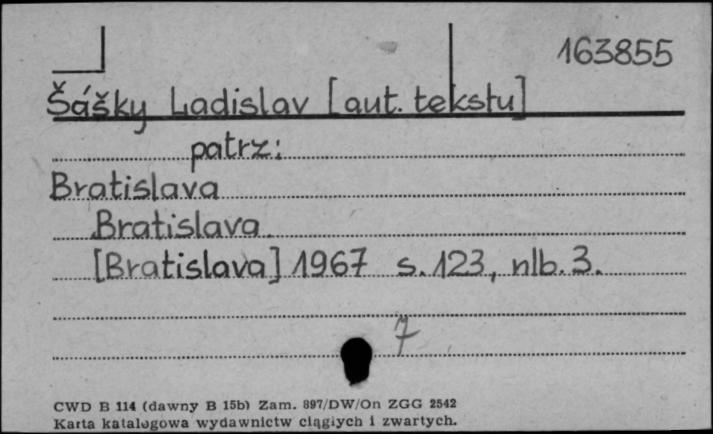 163855
Šášky Ladislav [aut. tekstu]
patrz:
Bratislava
Bratislava.
[Bratislava] 1967 s. 123, nlb. 3.
7
CWD B 114 (dawny B 15b) Zam. 897/DW/On ZGG 2542
Karta katalogowa wydawnictw ciągłych i zwartych.